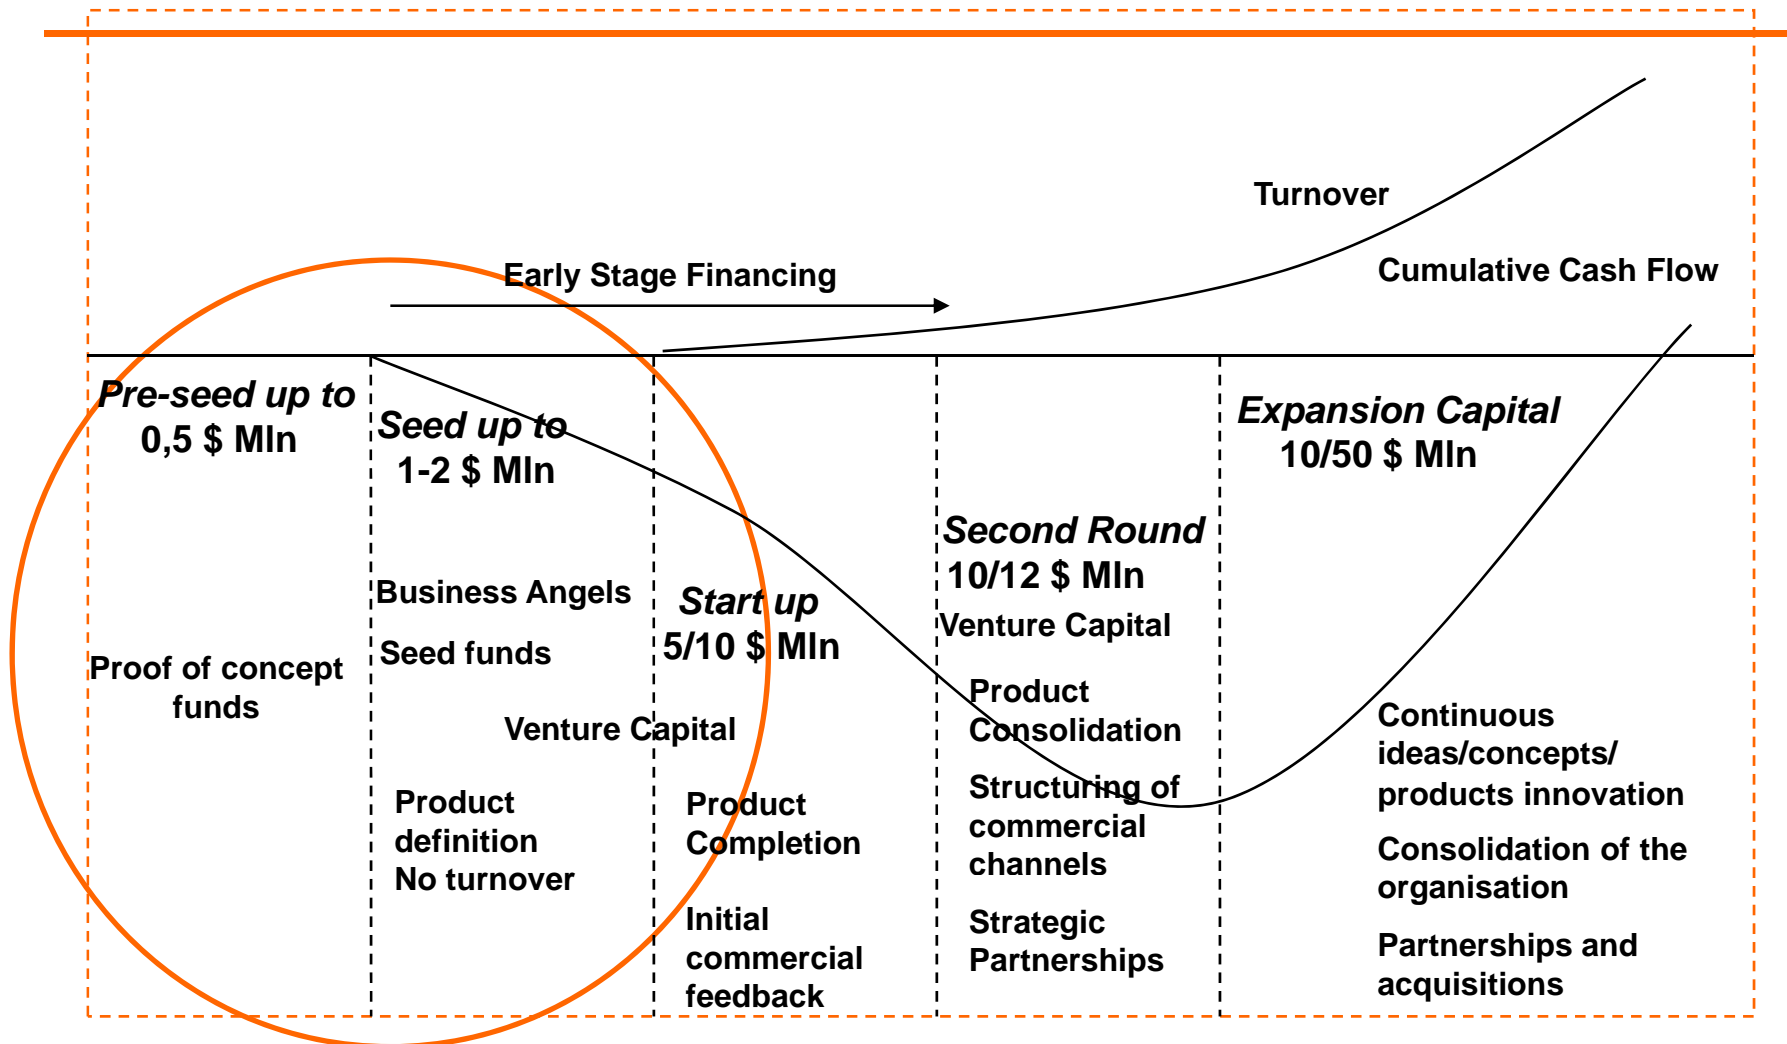 Turnover
Cumulative Cash Flow
Early Stage Financing
Pre-seed up to
0,5 $ Mln
Proof of concept
funds
Seed up to
1-2 $ Mln
Business Angels
Seed funds
Venture Capital
Product
definition
No turnover
Start up
5/10 $ Mln
Product
Completion
Initial
commercial
feedback
Second Round
10/12 $ Mln
Venture Capital
Product
Consolidation
Structuring of
commercial
channels
Strategic
Partnerships
Expansion Capital
10/50 $ Mln
Continuous
ideas/concepts/
products innovation
Consolidation of the
organisation
Partnerships and
acquisitions